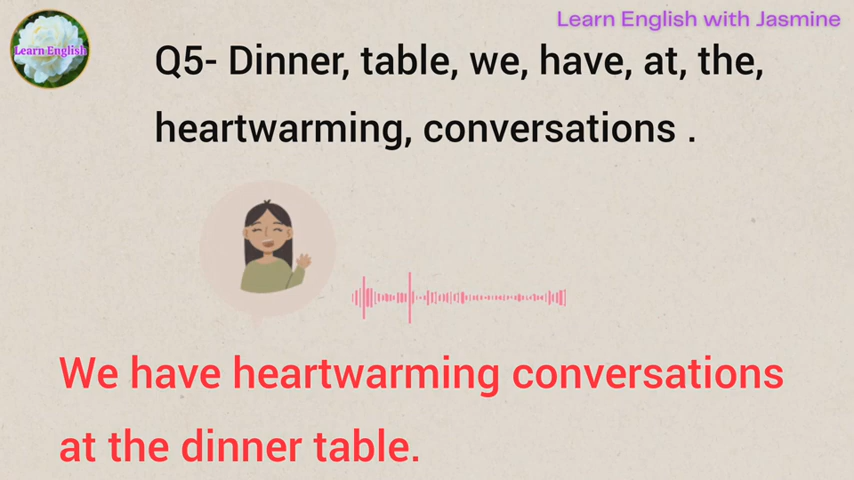 Learn English with Jasmine
Learn English
Q5- Dinner, table, we, have, at, the,
heartwarming, conversations .
We have heartwarming conversations
at the dinner table.